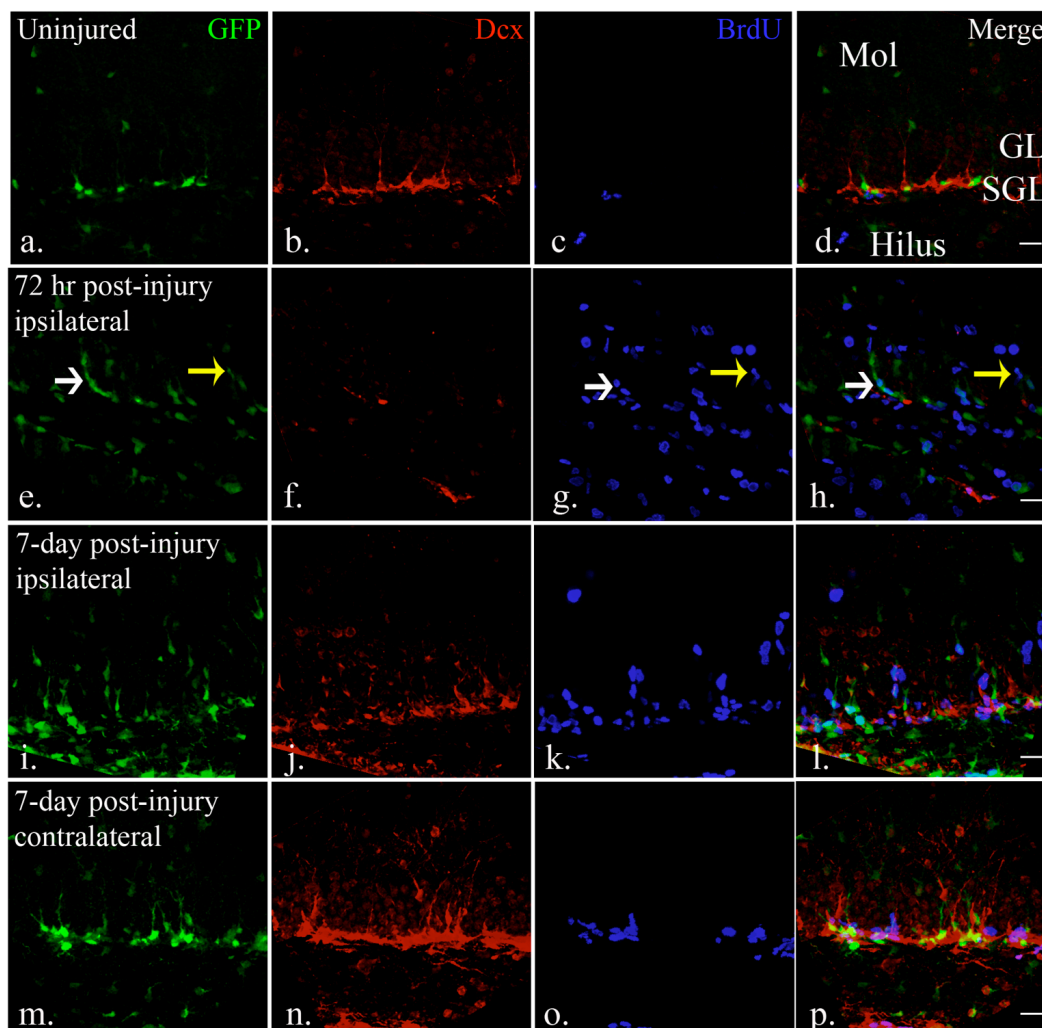 Uninjured GFP
Dcx
BrdU
Merge
Mol
GL
SGL
Hilus
a.
b.
c
d.
72 hr post-injury
ipsilateral
e.
f.
g.
h.
7-day post-injury
ipsilateral
i.
j.
k.
l.
7-day post-injury
contralateral
m.
n.
o.
p.